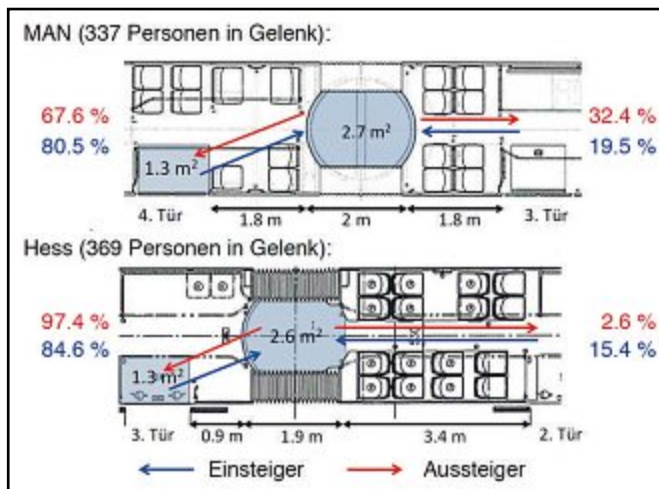 MAN (337 Personen in Gelenk):
67.6 %
80.5 %
32.4 %
19.5 %
2.7 m²
1.3 m²
4. Tür
1.8 m
2 m
1.8 m
3. Tür
Hess (369 Personen in Gelenk):
97.4 %
84.6 %
2.6 %
15.4 %
2.6 m²
1.3 m²
3. Tür
0.9 m
1.9 m
3.4 m
2. Tür
Einsteiger
Aussteiger